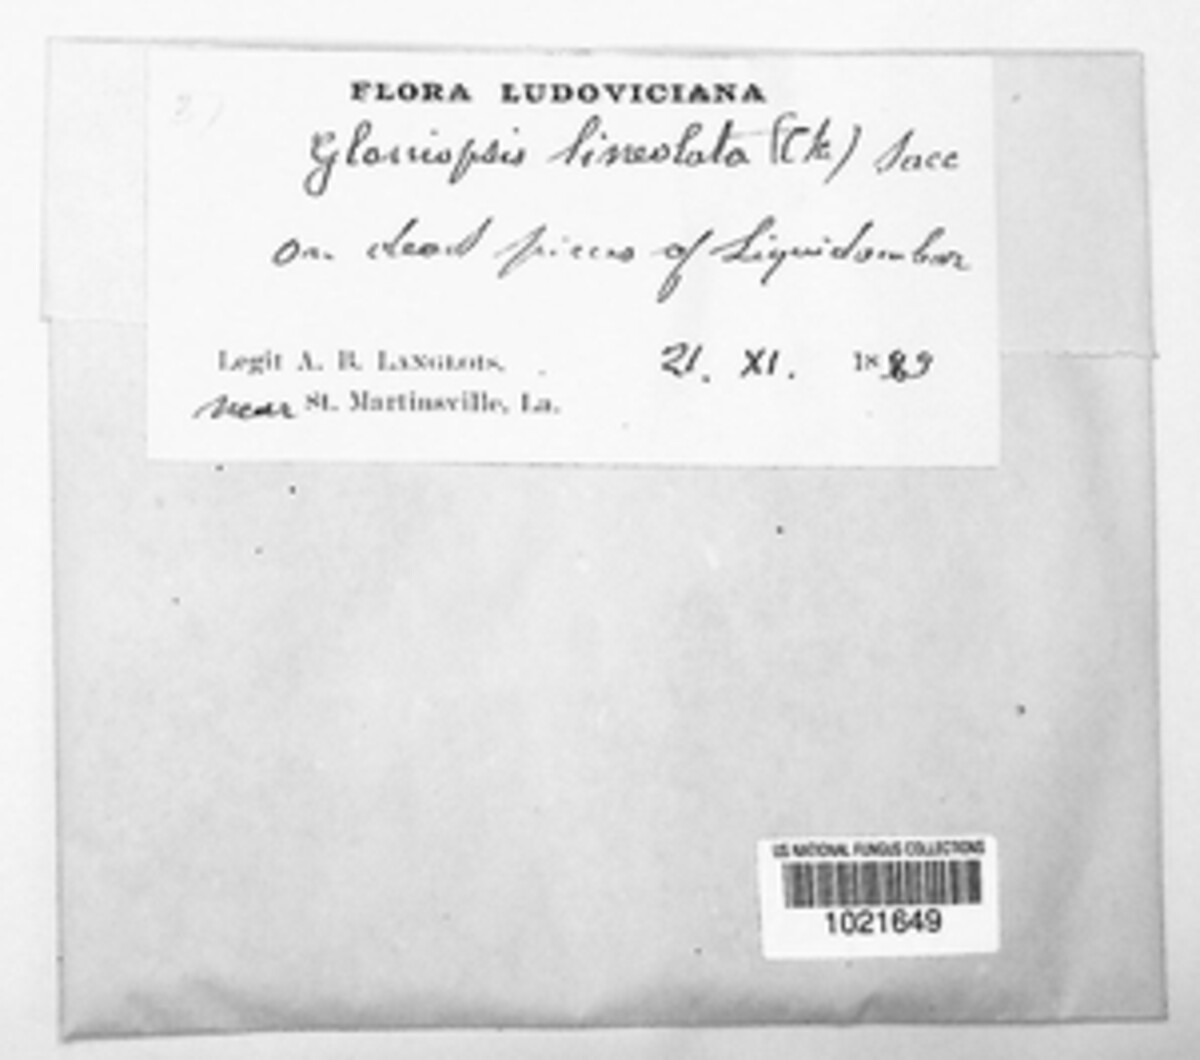 FLORA LUDOVICIANA
Gloniopsis lineolata (Ck) Sacc
on dead pieces of Liquidambar
Legit A. B. LANGLOIS. 21. XI. 1889
near St. Martinsville, La.
US NATIONAL FUNGUS COLLECTIONS
1021649